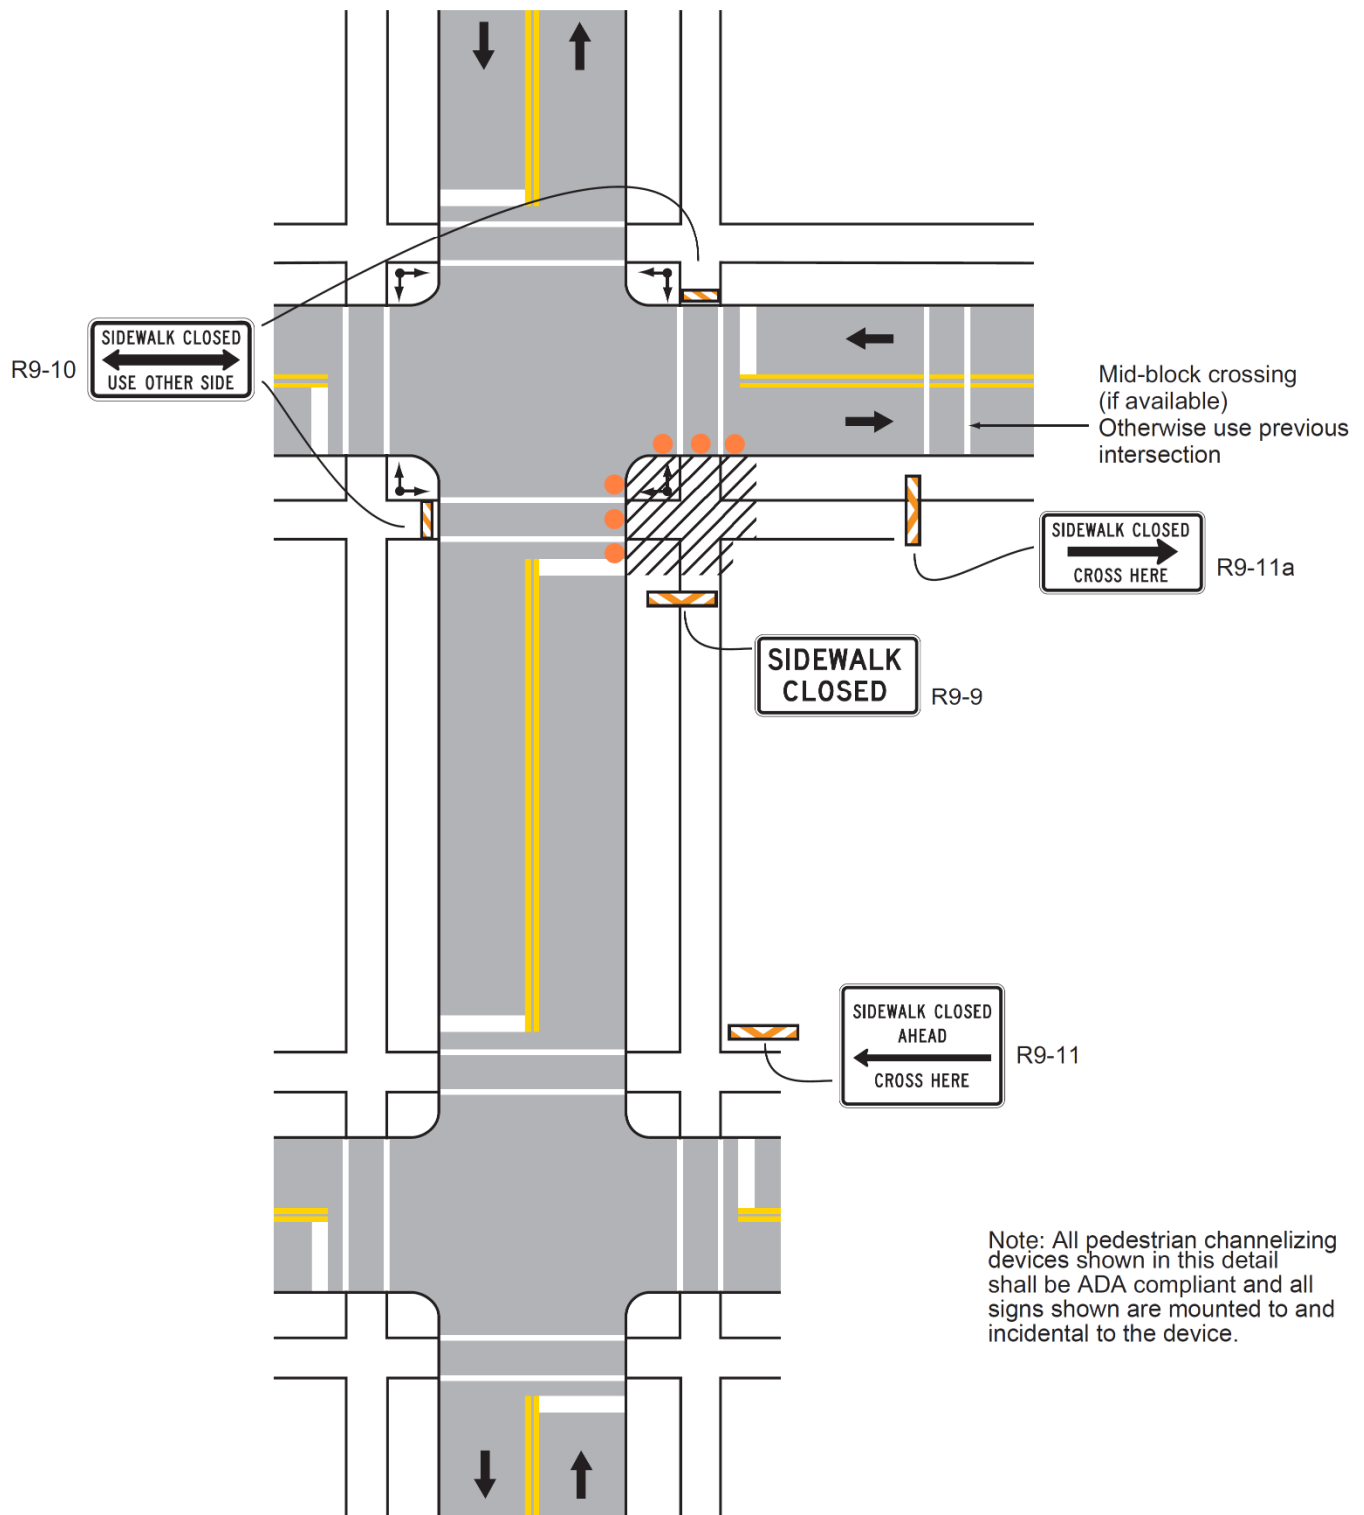 R9-10
SIDEWALK CLOSED
USE OTHER SIDE
Mid-block crossing
(if available)
Otherwise use previous
intersection
SIDEWALK CLOSED
CROSS HERE
R9-11a
SIDEWALK
CLOSED
R9-9
SIDEWALK CLOSED
AHEAD
CROSS HERE
R9-11
Note: All pedestrian channelizing
devices shown in this detail
shall be ADA compliant and all
signs shown are mounted to and
incidental to the device.